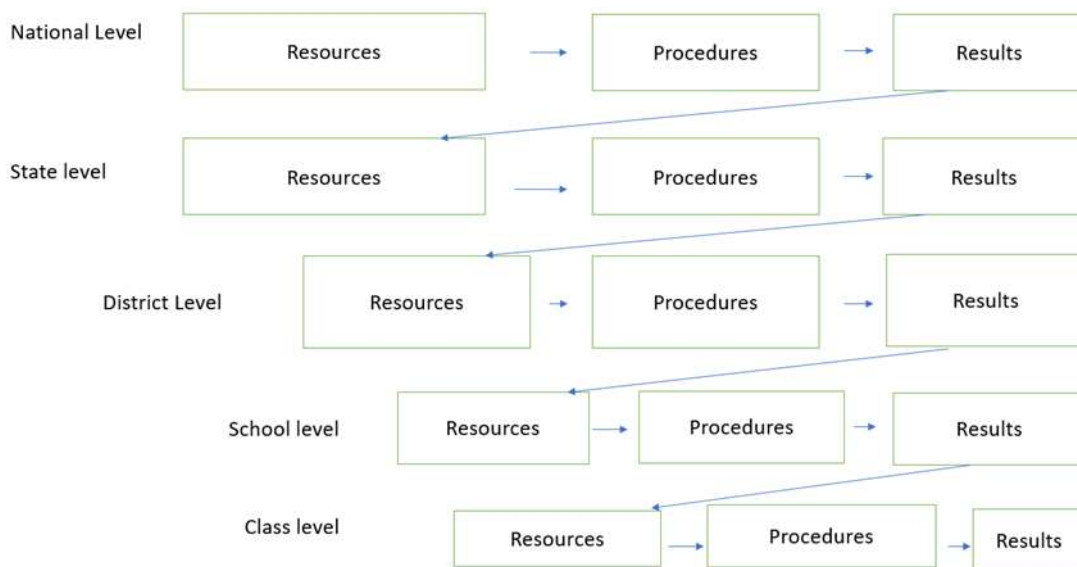 National Level
Resources
Procedures
Results
State level
Resources
Procedures
Results
District Level
Resources
Procedures
Results
School level
Resources
Procedures
Results
Class level
Resources
Procedures
Results